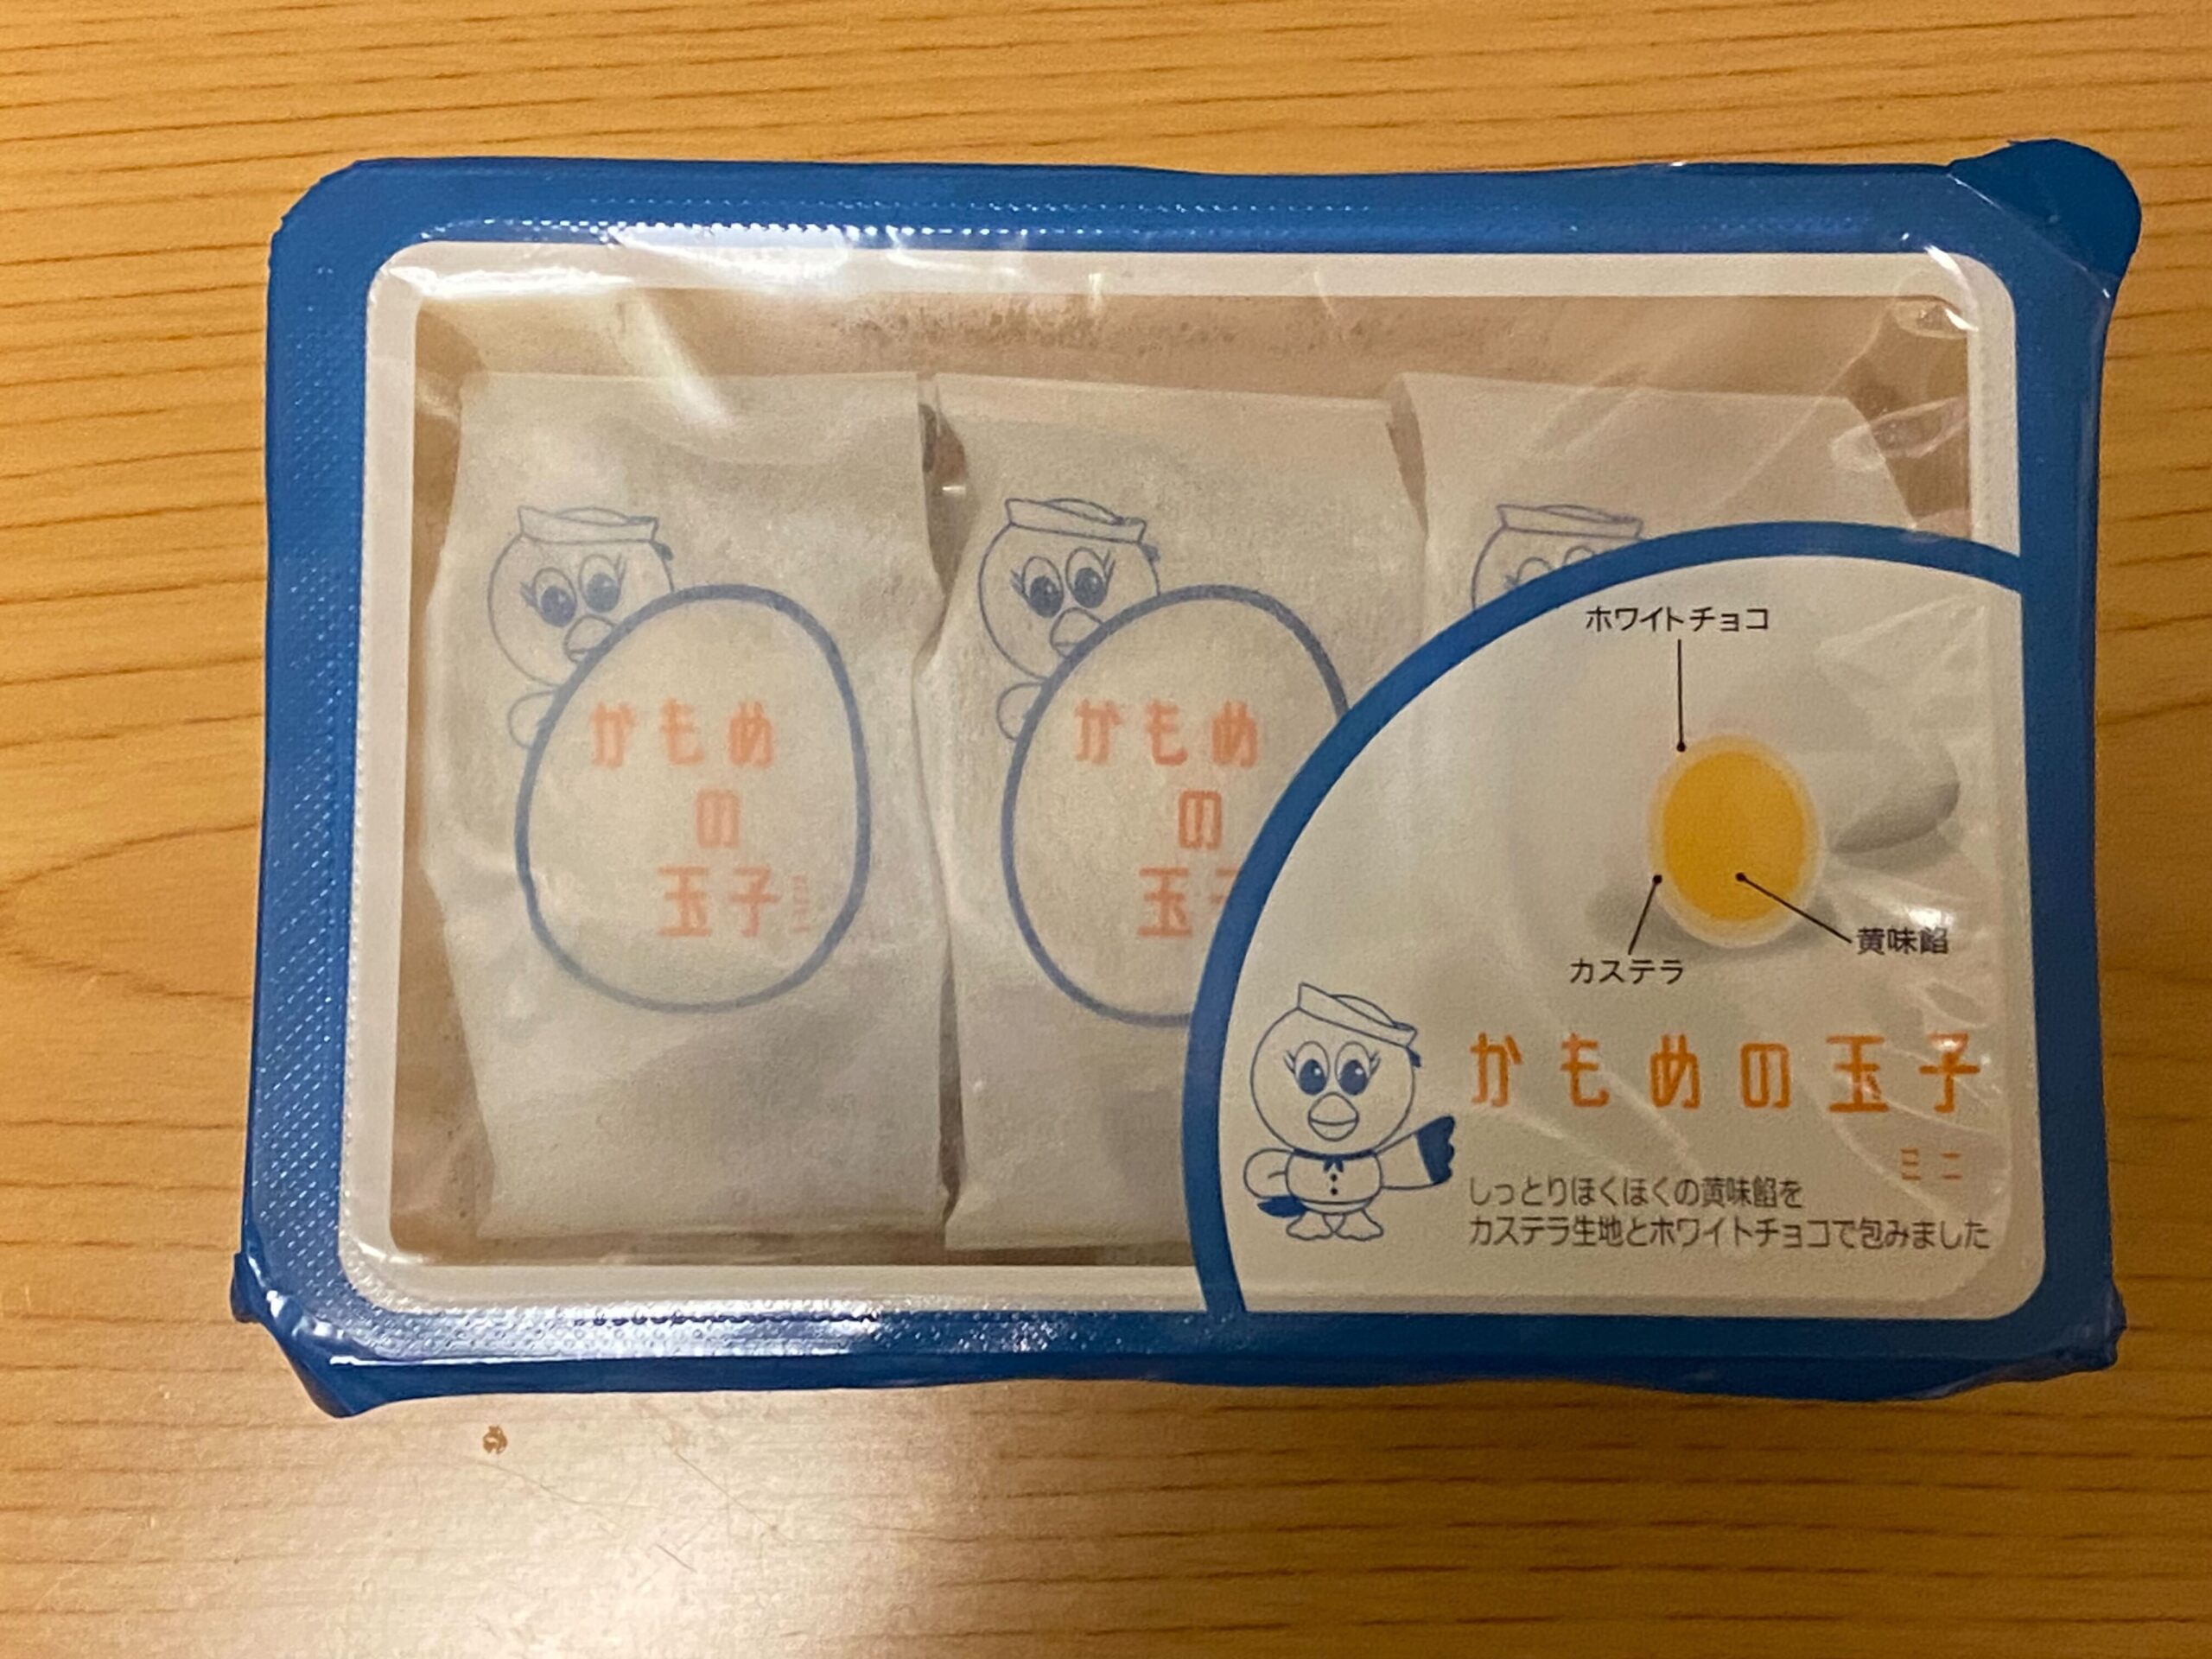 かもめ
の
玉子 ミニ
かもめ
の
玉子
ホワイトチョコ
黄味餡
カステラ
かもめの玉子
ミニ
しっとりほくほくの黄味餡を
カステラ生地とホワイトチョコで包みました